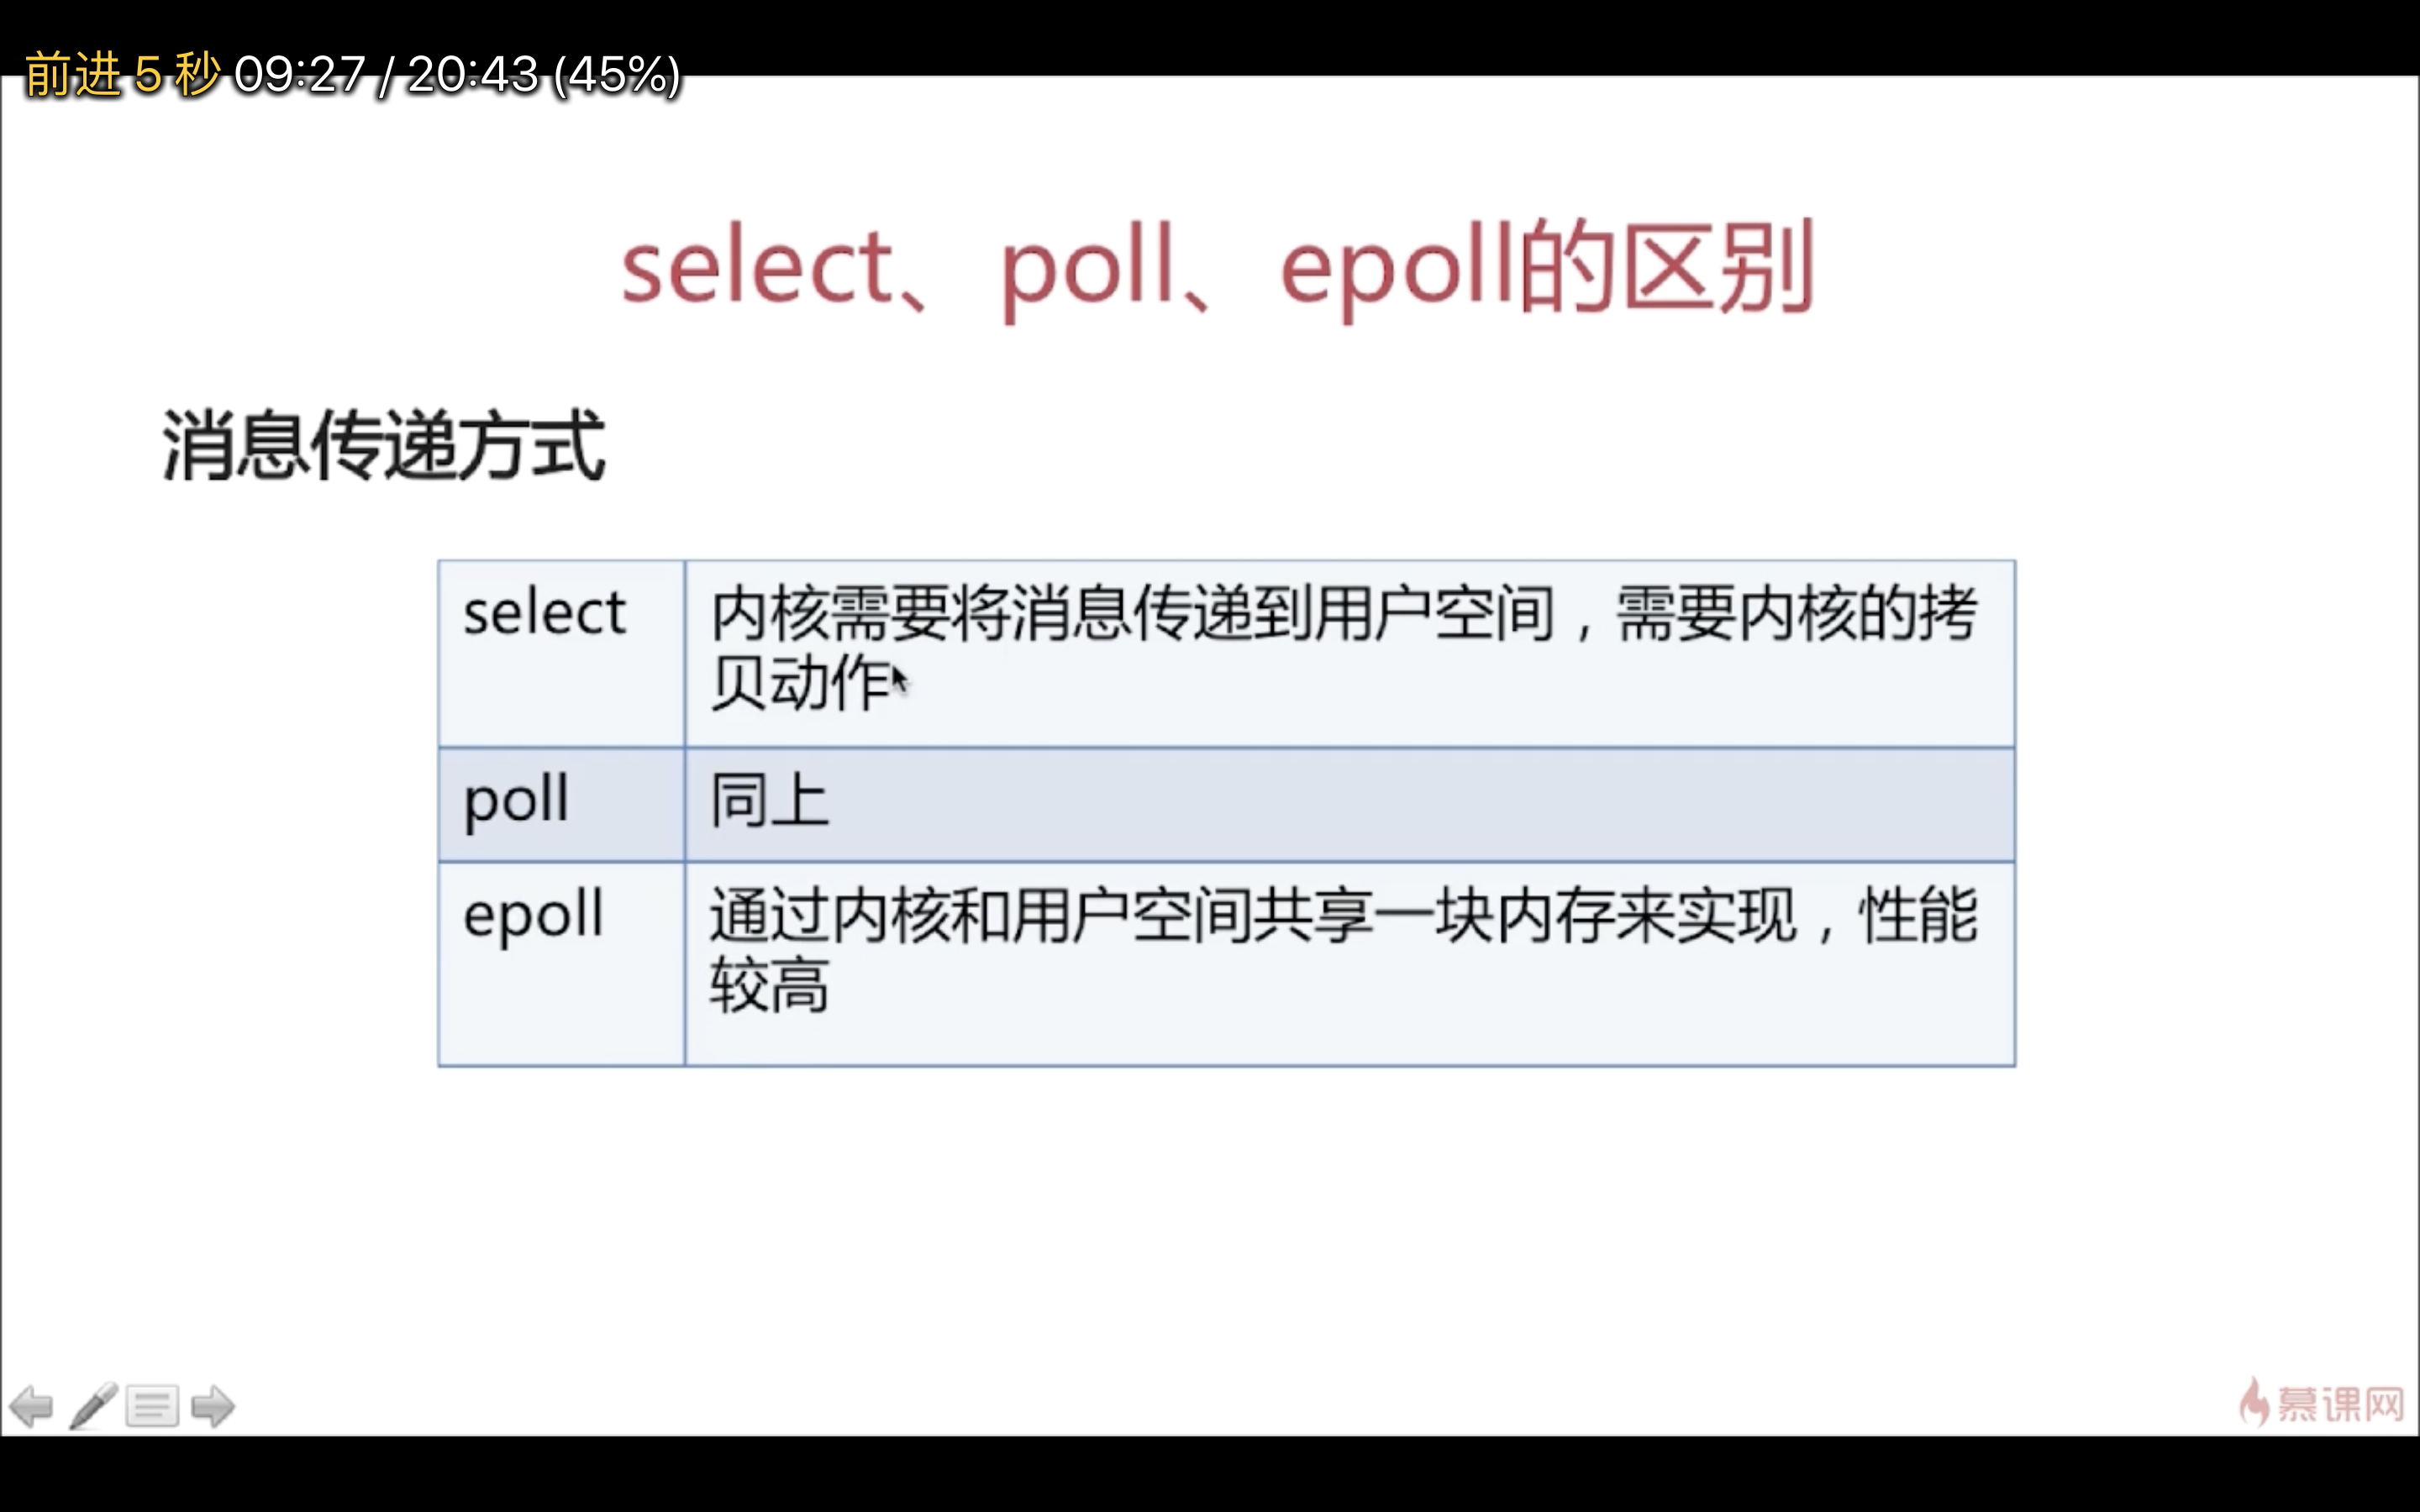 前进 5 秒 09:27 / 20:43 (45%)
select、poll、epoll的区别
消息传递方式
select
内核需要将消息传递到用户空间，需要内核的拷
贝动作
poll
同上
epoll
通过内核和用户空间共享一块内存来实现，性能
较高
慕课网